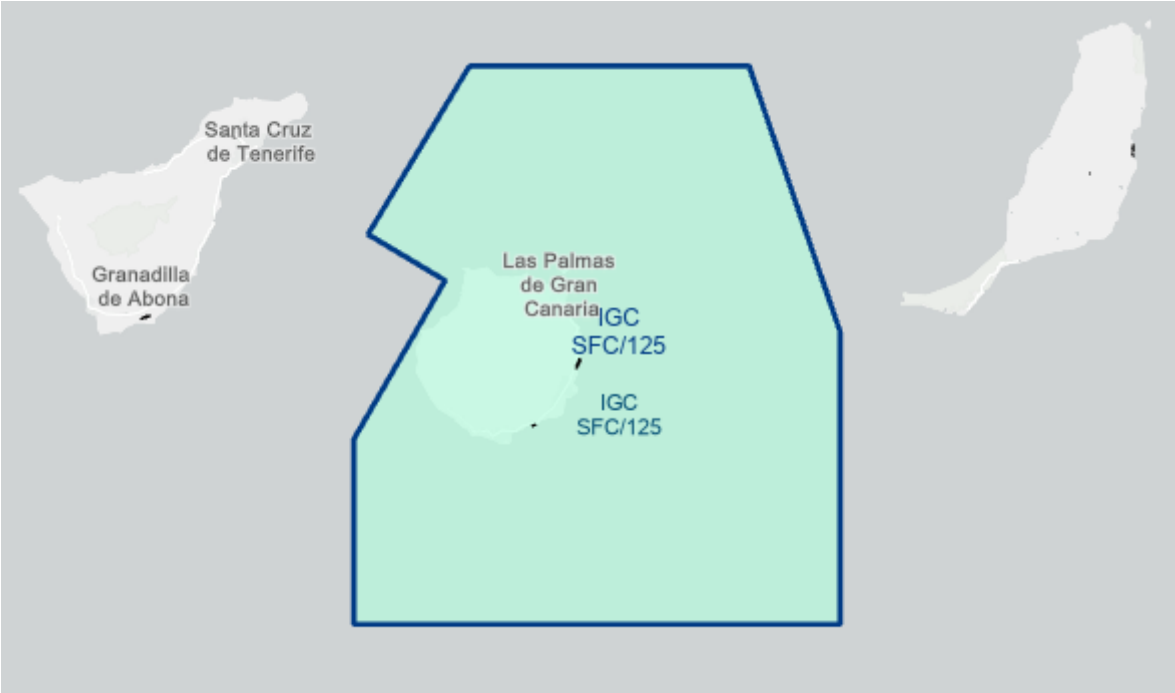 Santa Cruz
de Tenerife
Granadilla
de Abona
Las Palmas
de Gran
Canaria
IGC
SFC/125
IGC
SFC/125